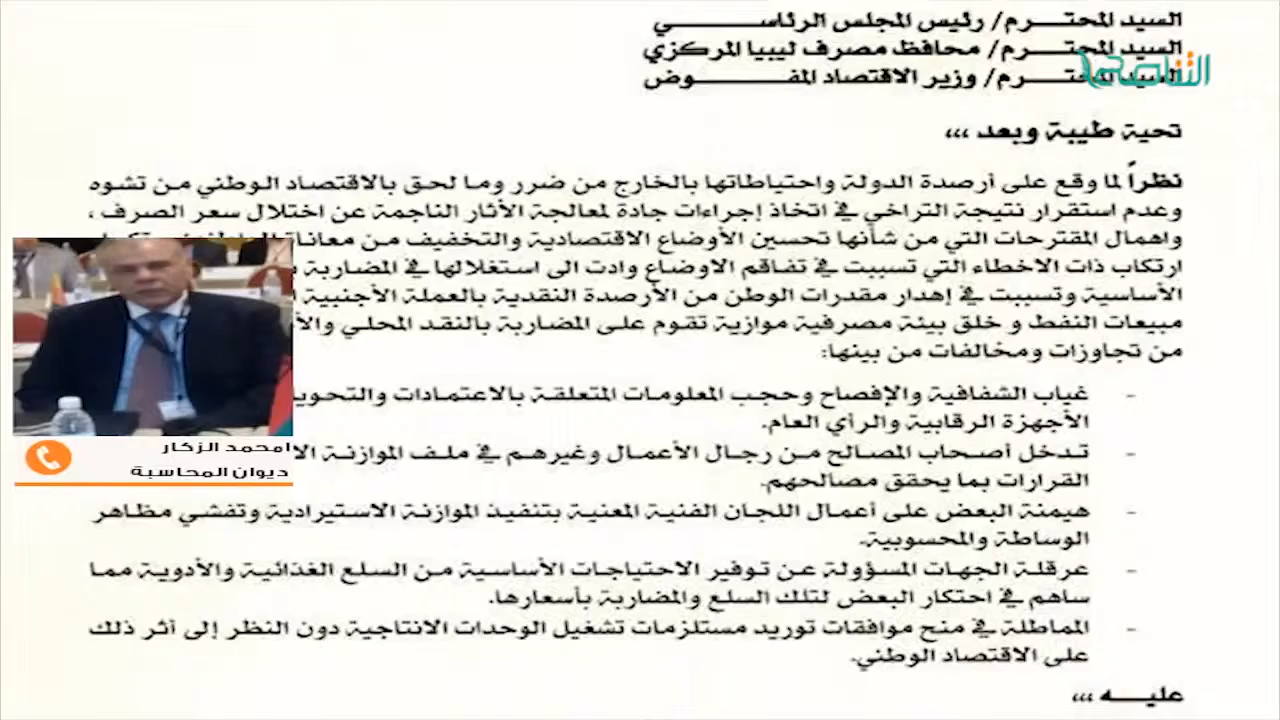 السيد المحترم/ رئيس المجلس الرئاسي
السيد المحترم/ محافظ مصرف ليبيا المركزي
السيد المحترم/ وزير الاقتصاد المفوض
التناصح
تحية طيبة وبعد ،،،
نظراً لما وقع على أرصدة الدولة واحتياطاتها بالخارج من ضرر وما لحق بالاقتصاد الوطني من تشوه
وعدم استقرار نتيجة التراخي في اتخاذ إجراءات جادة لمعالجة الأثار الناجمة عن اختلال سعر الصرف ،
واهمال المقترحات التي من شأنها تحسين الأوضاع الاقتصادية والتخفيف من معاناة
ارتكاب ذات الاخطاء التي تسببت في تفاقم الاوضاع وادت الى استغلالها في المضاربة
الأساسية وتسببت في إهدار مقدرات الوطن من الأرصدة النقدية بالعملة الأجنبية
مبيعات النفط و خلق بيئة مصرفية موازية تقوم على المضاربة بالنقد المحلي
من تجاوزات ومخالفات من بينها:
- غياب الشفافية والإفصاح وحجب المعلومات المتعلقة بالاعتمادات
الأجهزة الرقابية والرأي العام.
- تدخل أصحاب المصالح من رجال الأعمال وغيرهم في ملف الموازنة
القرارات بما يحقق مصالحهم.
- هيمنة البعض على أعمال اللجان الفنية المعنية بتنفيذ الموازنة الاستيرادية وتفشي مظاهر
الوساطة والمحسوبية.
- عرقلة الجهات المسؤولة عن توفير الاحتياجات الأساسية من السلع الغذائية والأدوية مما
ساهم في احتكار البعض لتلك السلع والمضاربة بأسعارها.
- المماطلة في منح موافقات توريد مستلزمات تشغيل الوحدات الانتاجية دون النظر إلى أثر ذلك
على الاقتصاد الوطني.
عليه ،،،
امحمد الزكار
ديوان المحاسبة